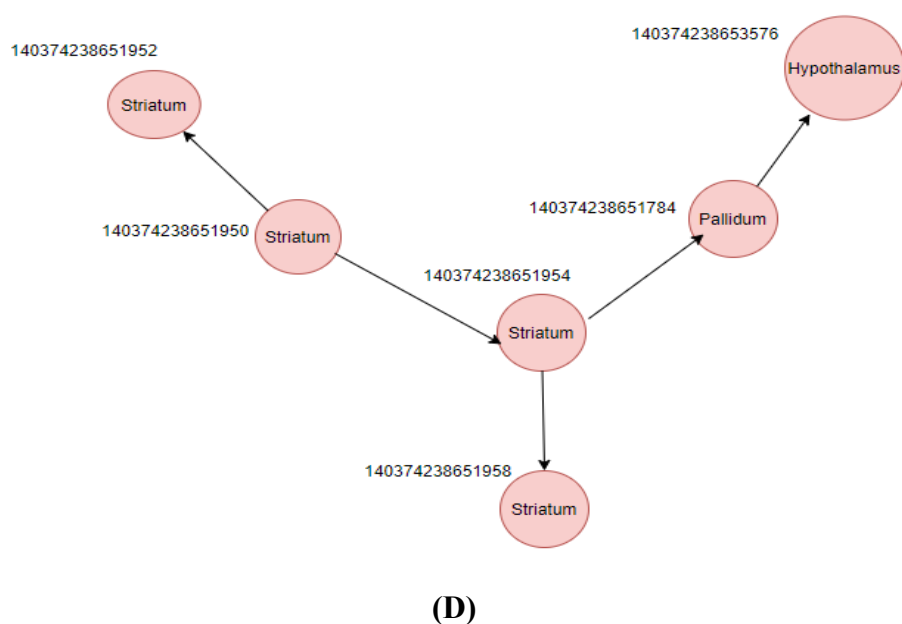 140374238651952
Striatum
140374238653576
Hypothalamus
140374238651950
Striatum
140374238651784
Pallidum
140374238651954
Striatum
140374238651958
Striatum
(D)